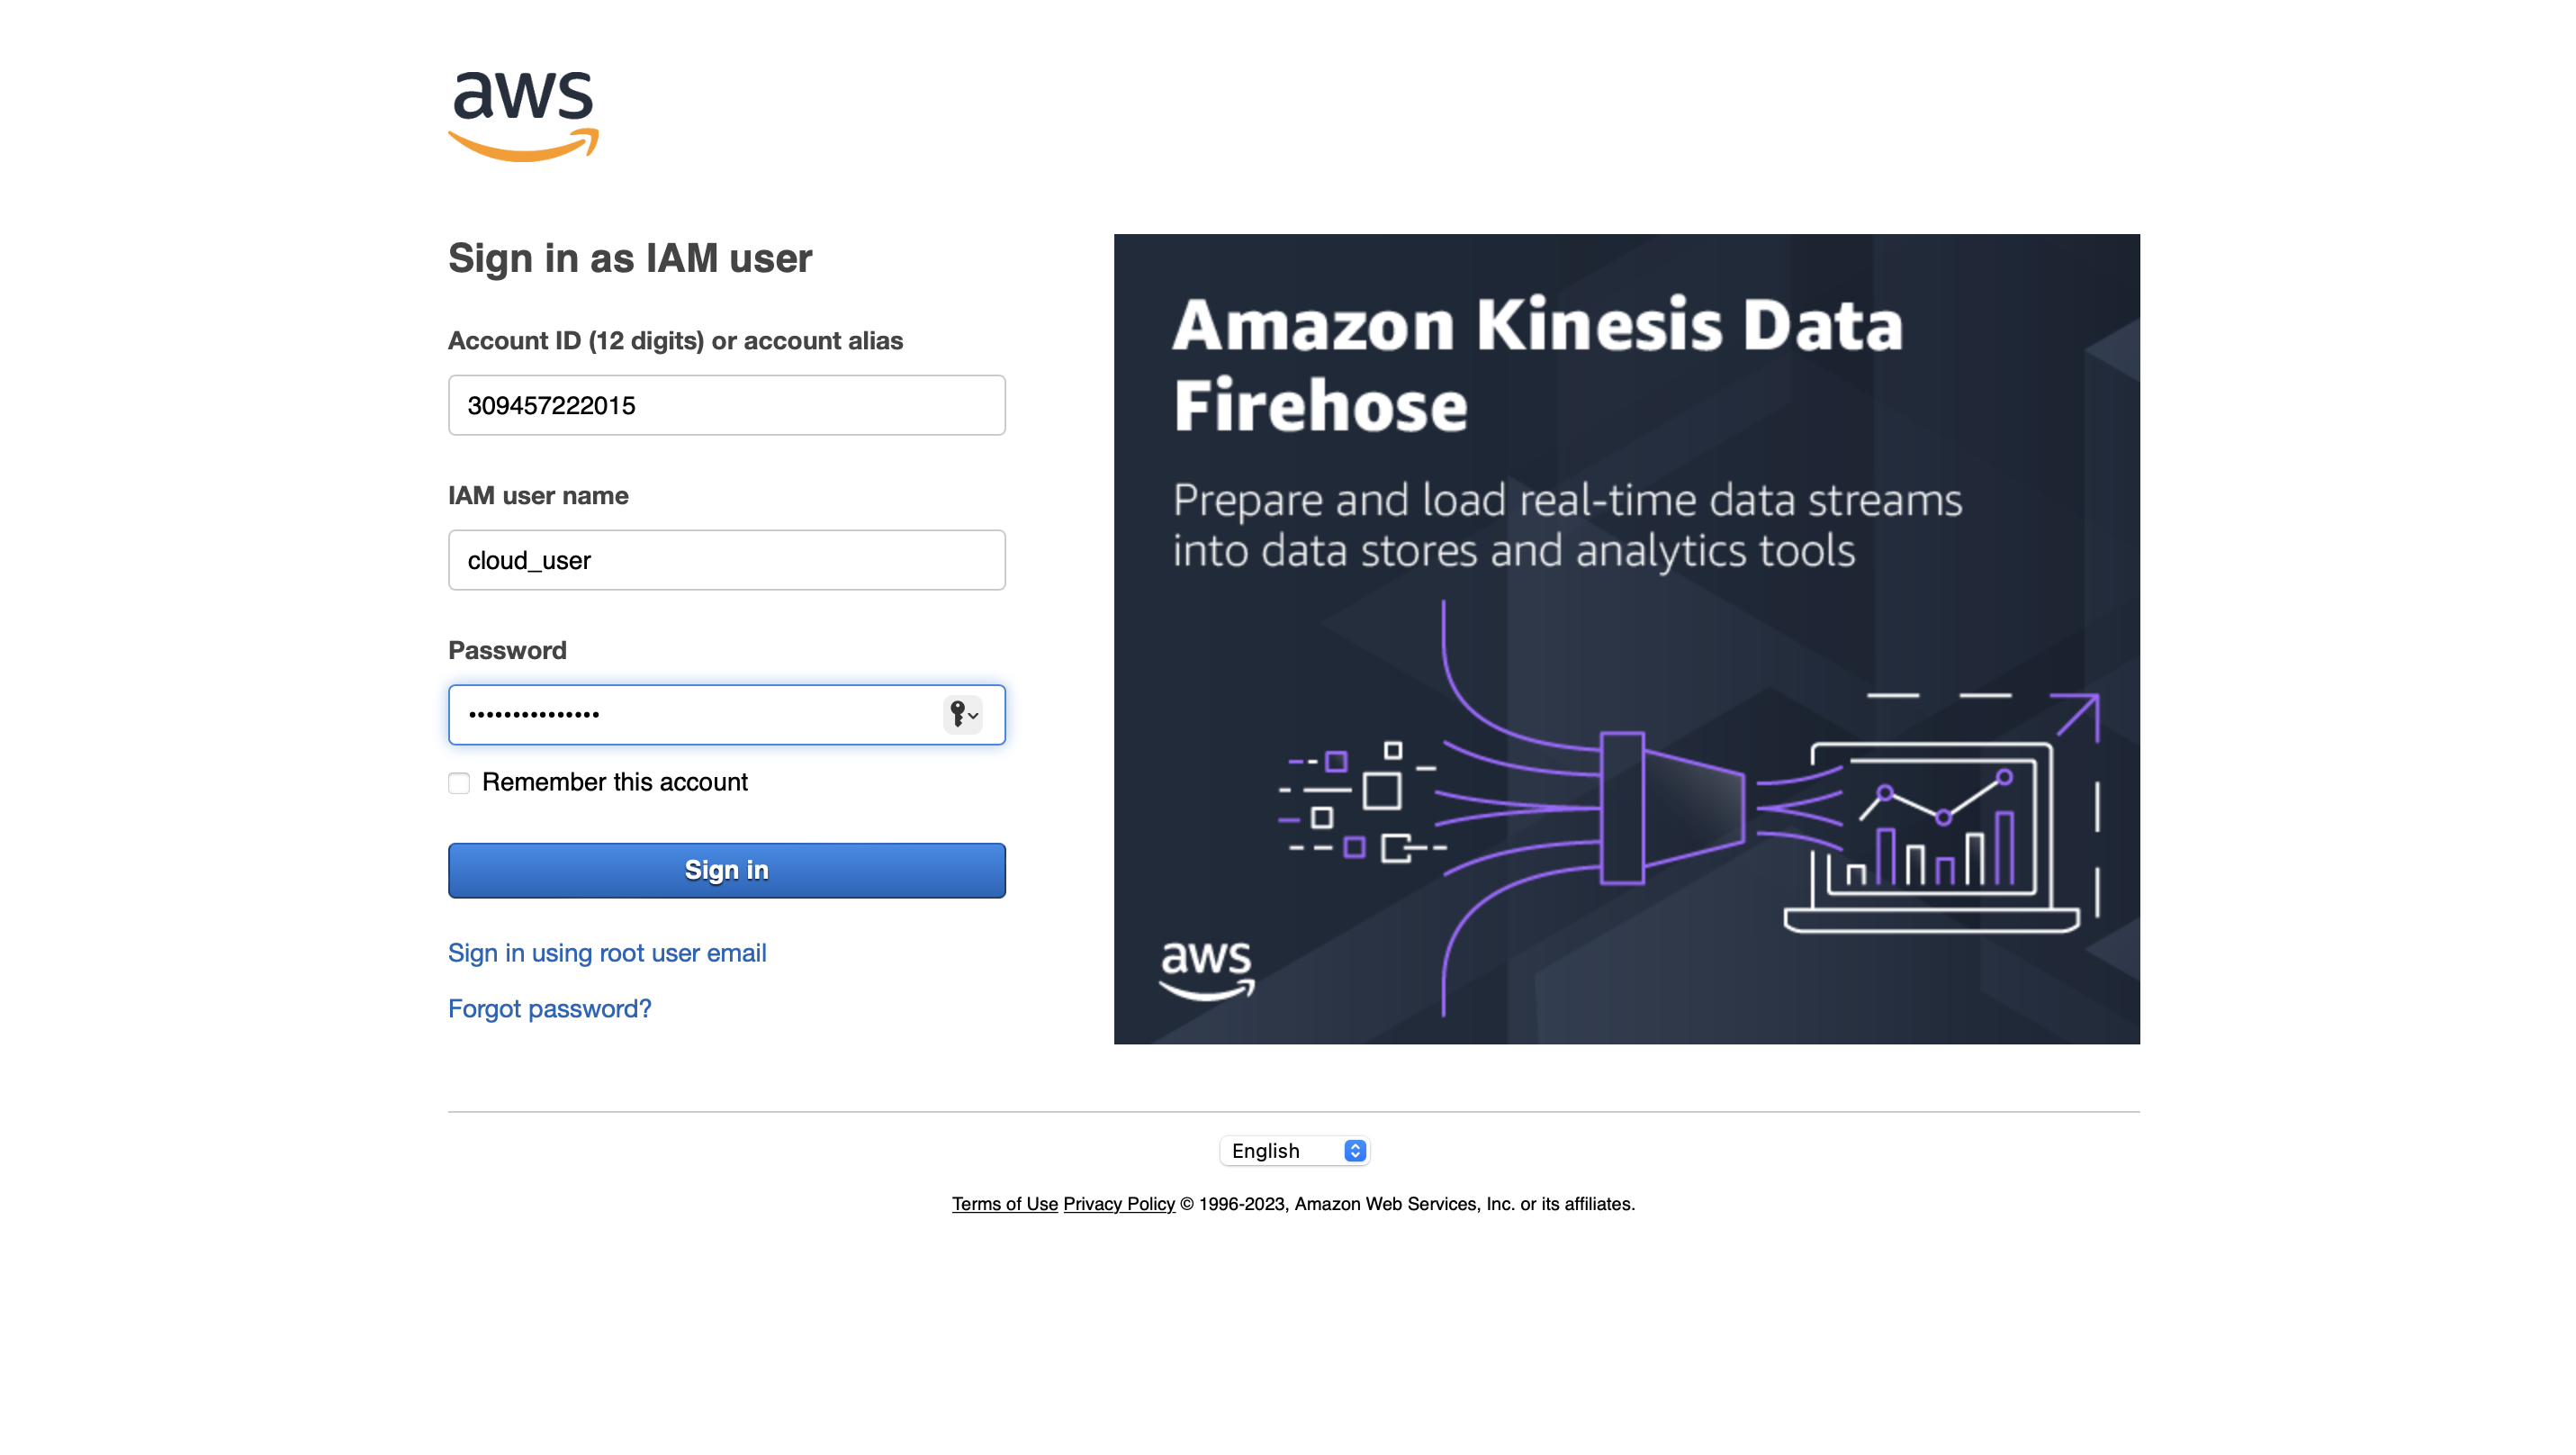 aws
Sign in as IAM user
Account ID (12 digits) or account alias
309457222015
IAM user name
cloud_user
Password
•••••••••••••••
Remember this account
Sign in
Sign in using root user email
Forgot password?
Amazon Kinesis Data
Firehose
Prepare and load real-time data streams
into data stores and analytics tools
aws
English
Terms of Use Privacy Policy © 1996-2023, Amazon Web Services, Inc. or its affiliates.